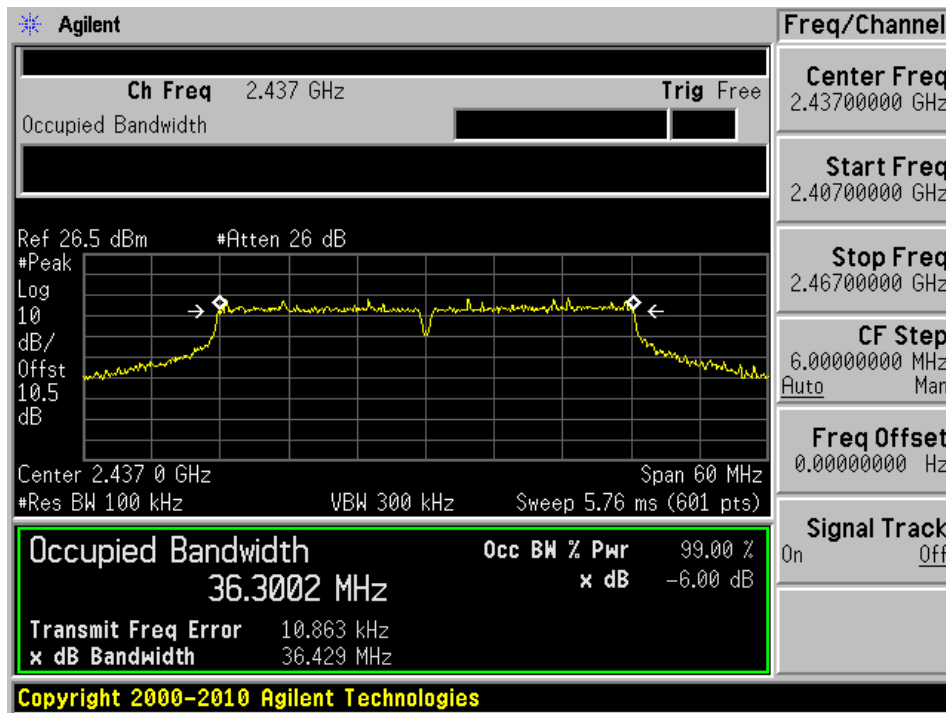 Agilent
Freq/Channel
Ch Freq 2.437 GHz Trig Free
Occupied Bandwidth
Center Freq
2.43700000 GHz
Start Freq
2.40700000 GHz
Stop Freq
2.46700000 GHz
CF Step
6.00000000 MHz
Auto Man
Freq Offset
0.00000000 Hz
Signal Track
On Off
Ref 26.5 dBm #Atten 26 dB
#Peak
Log
10
dB/
Offst
10.5
dB
Center 2.437 0 GHz Span 60 MHz
#Res BW 100 kHz VBW 300 kHz Sweep 5.76 ms (601 pts)
Occupied Bandwidth Occ BW % Pwr 99.00 %
36.3002 MHz x dB -6.00 dB
Transmit Freq Error 10.863 kHz
x dB Bandwidth 36.429 MHz
Copyright 2000-2010 Agilent Technologies